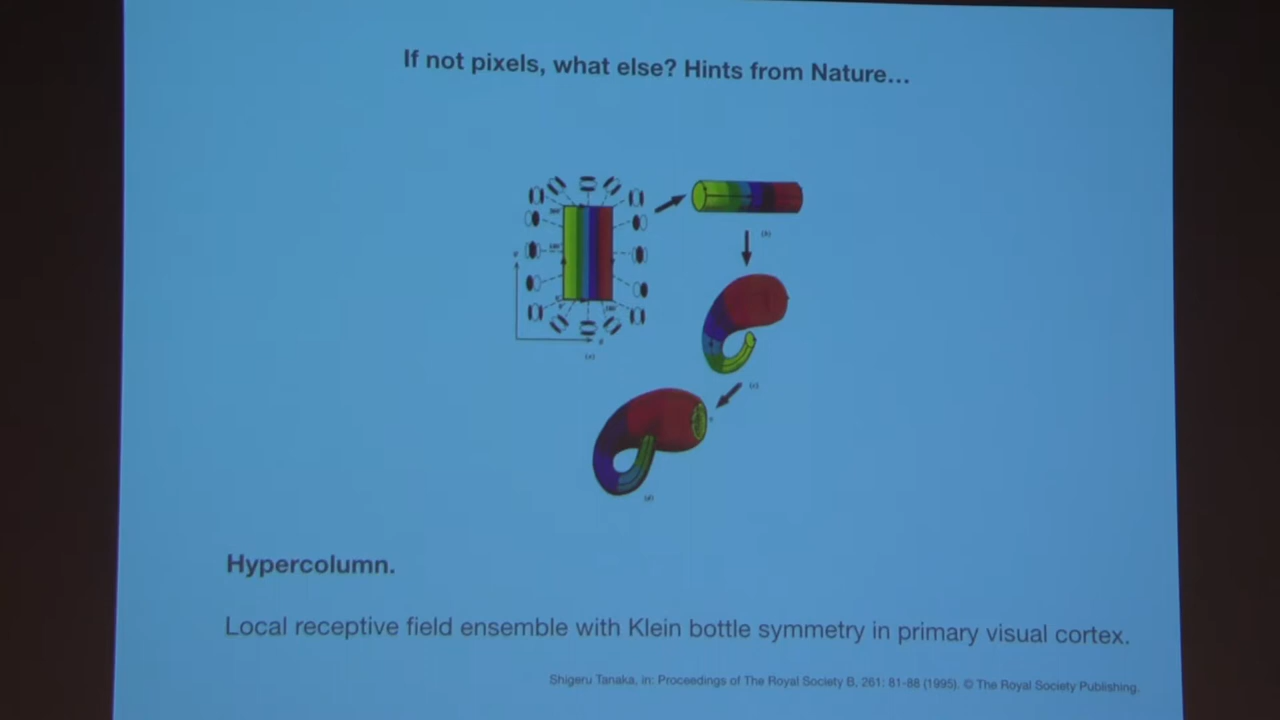 If not pixels, what else? Hints from Nature…
(b)
(a)
(c)
(d)
Hypercolumn.
Local receptive field ensemble with Klein bottle symmetry in primary visual cortex.
Shigeru Tanaka, in: Proceedings of The Royal Society B, 261: 81-88 (1995). © The Royal Society Publishing.